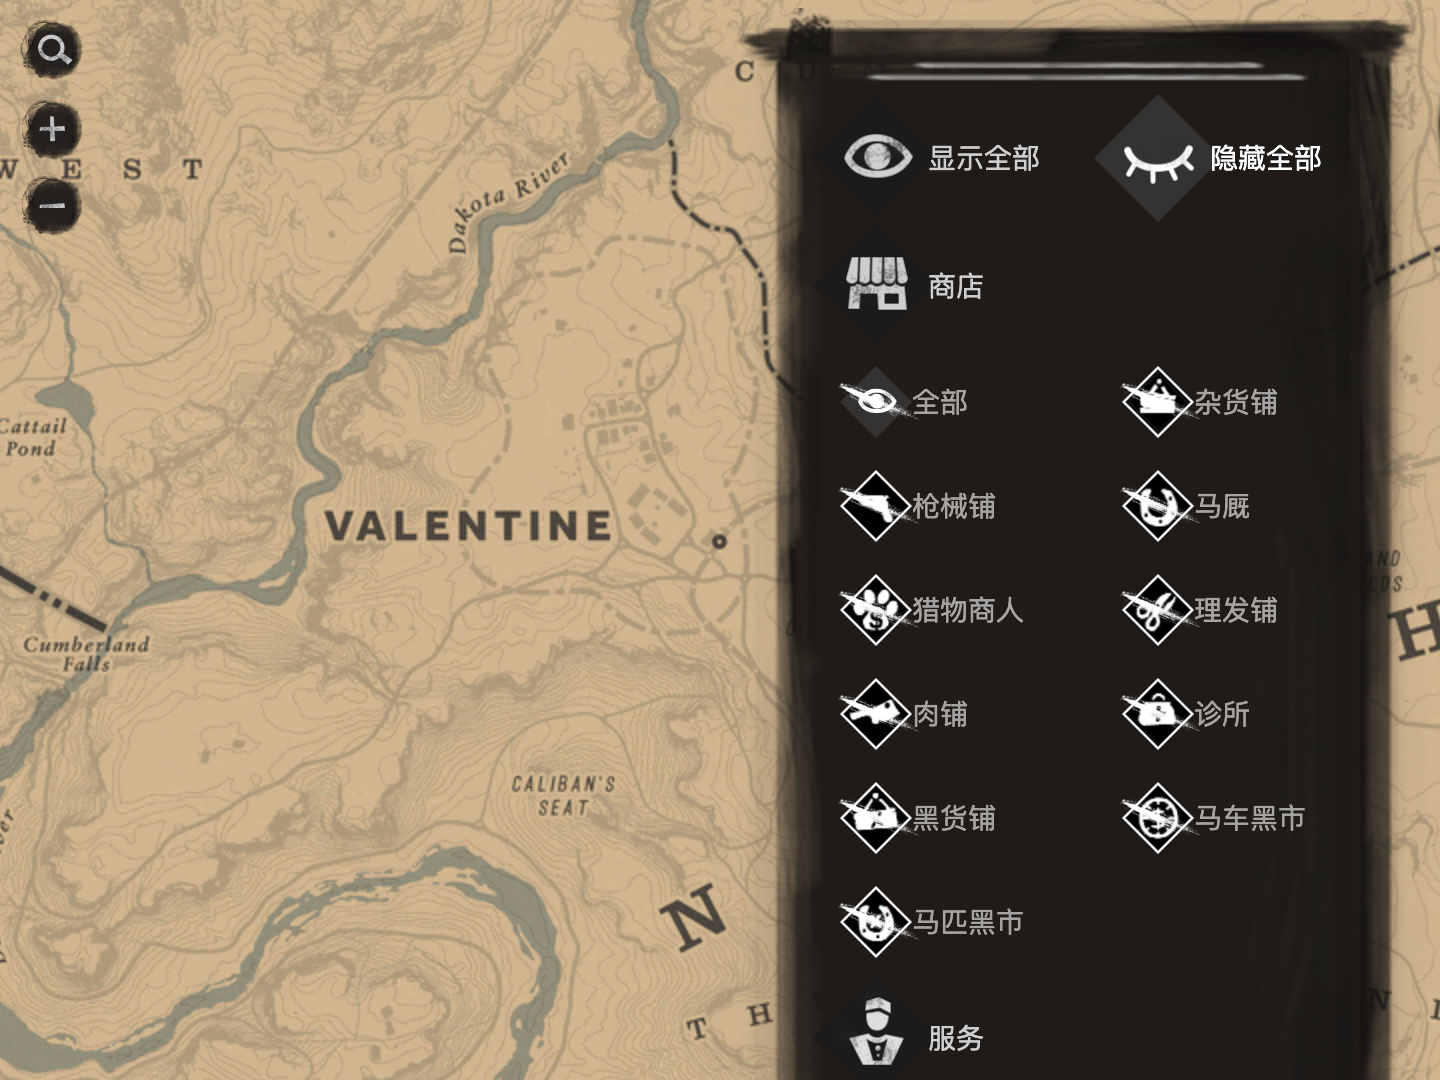 C U
WEST
Dakota River
Cattail
Pond
VALENTINE
Cumberland
Falls
CALIBAN'S
SEAT
N
T H
显示全部
隐藏全部
商店
全部
杂货铺
枪械铺
马厩
猎物商人
理发铺
肉铺
诊所
黑货铺
马车黑市
马匹黑市
服务
H
N